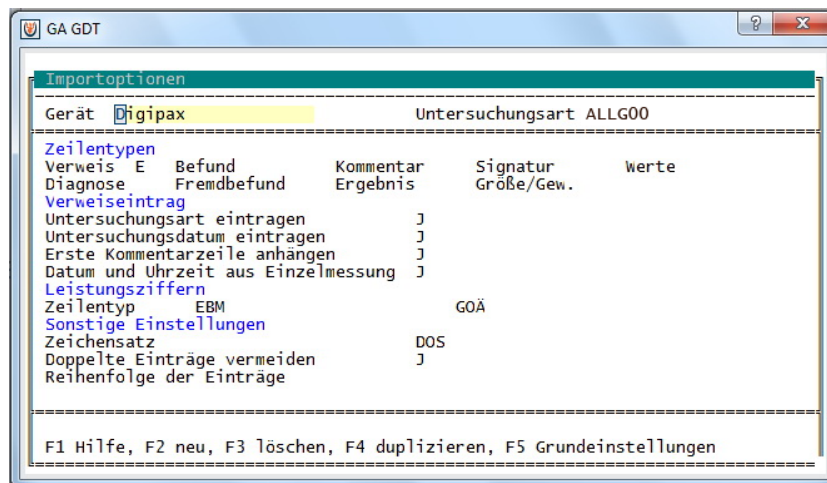 GA GDT
Importoptionen
Gerät Digipax Untersuchungsart ALLG00
Zeilentypen
Verweis E Befund Kommentar Signatur Werte
Diagnose Fremdbefund Ergebnis Größe/Gew.
Verweiseintrag
Untersuchungsart eintragen J
Untersuchungsdatum eintragen J
Erste Kommentarzeile anhängen J
Datum und Uhrzeit aus Einzelmessung J
Leistungsziffern
Zeilentyp EBM GOÄ
Sonstige Einstellungen
Zeichensatz DOS
Doppelte Einträge vermeiden J
Reihenfolge der Einträge
F1 Hilfe, F2 neu, F3 löschen, F4 duplizieren, F5 Grundeinstellungen